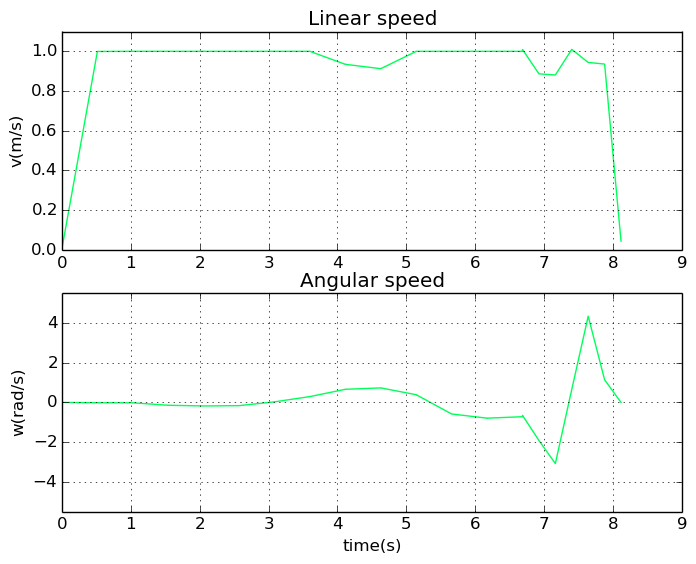 Linear speed
1.0
0.8
0.6
0.4
0.2
0.0
v(m/s)
0 1 2 3 4 5 6 7 8 9
Angular speed
4
2
0
−2
−4
w(rad/s)
0 1 2 3 4 5 6 7 8 9
time(s)